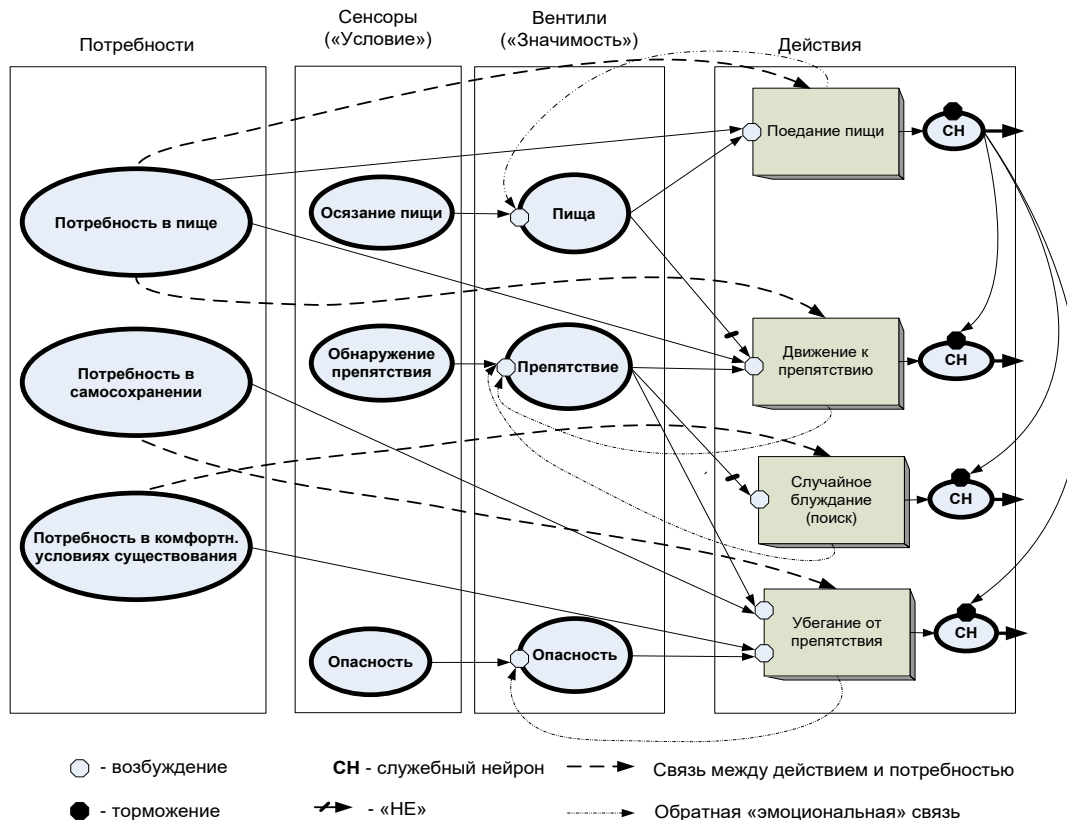 Потребности
Сенсоры
(«Условие»)
Вентили
(«Значимость»)
Действия
Потребность в пище
Осязание пищи
Пища
Поедание пищи
СН
Потребность в
самосохранении
Обнаружение
препятствия
Препятствие
Движение к
препятствию
СН
Случайное
блуждание
(поиск)
СН
Потребность в комфортн.
условиях существования
Опасность
Опасность
Убегание от
препятствия
СН
- возбуждение
СН - служебный нейрон
Связь между действием и потребностью
- торможение
- «НЕ»
Обратная «эмоциональная» связь